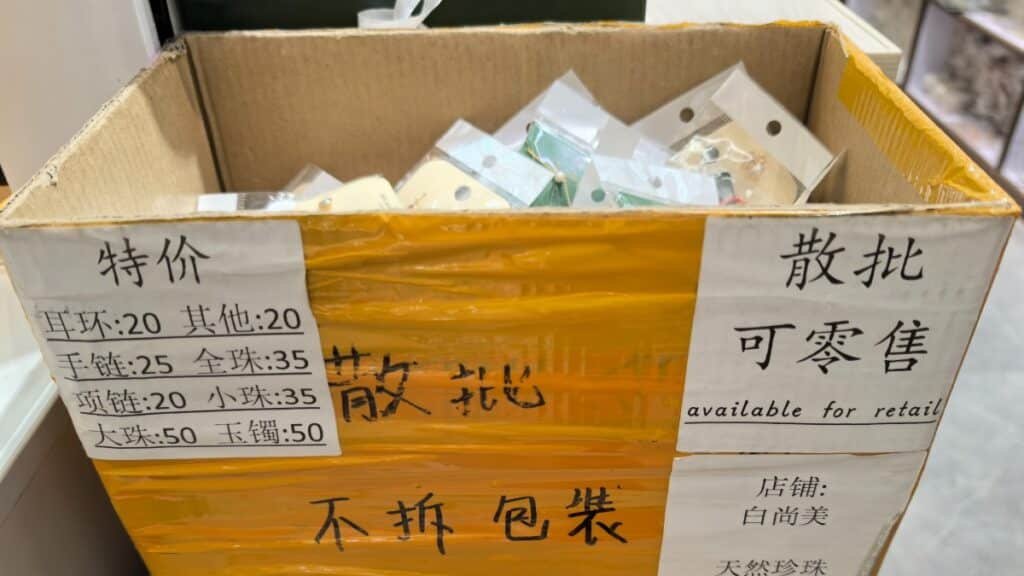 特价
耳环:20 其他:20
手链:25 全珠:35
项链:20 小珠:35
大珠:50 玉镯:50
散批
不拆包装
散批
可零售
available for retail
店铺:
白尚美
天然珍珠